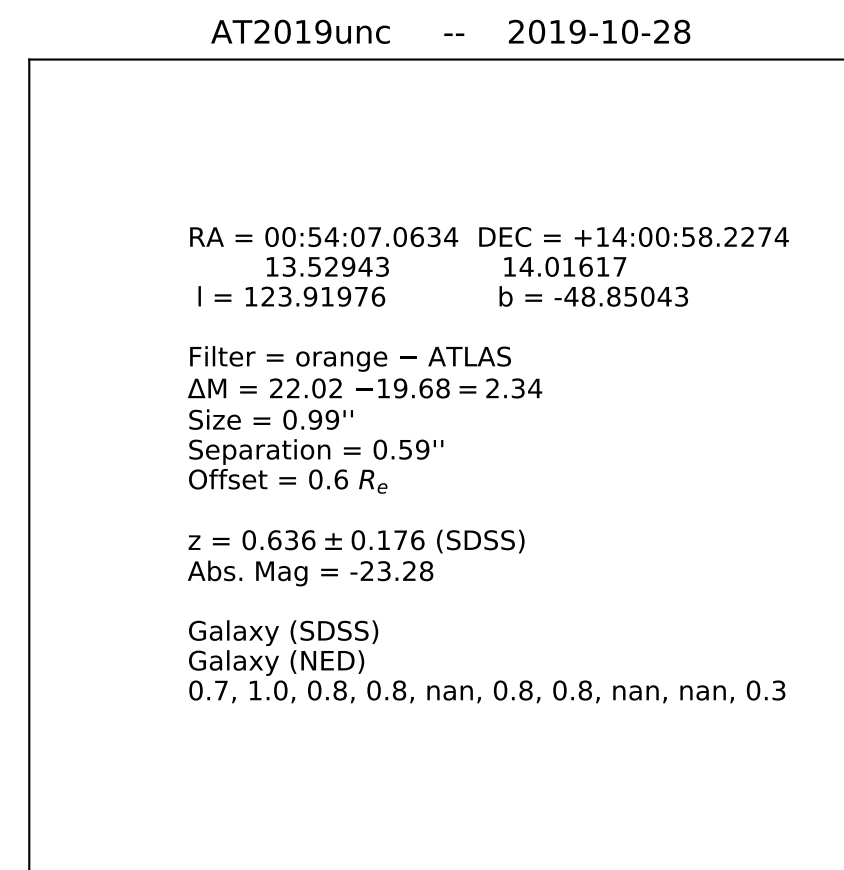 AT2019unc -- 2019-10-28
RA = 00:54:07.0634 DEC = +14:00:58.2274
13.52943 14.01617
l = 123.91976 b = -48.85043
Filter = orange − ATLAS
ΔM = 22.02 −19.68 = 2.34
Size = 0.99''
Separation = 0.59''
Offset = 0.6 Rₑ
z = 0.636 ± 0.176 (SDSS)
Abs. Mag = -23.28
Galaxy (SDSS)
Galaxy (NED)
0.7, 1.0, 0.8, 0.8, nan, 0.8, 0.8, nan, nan, 0.3